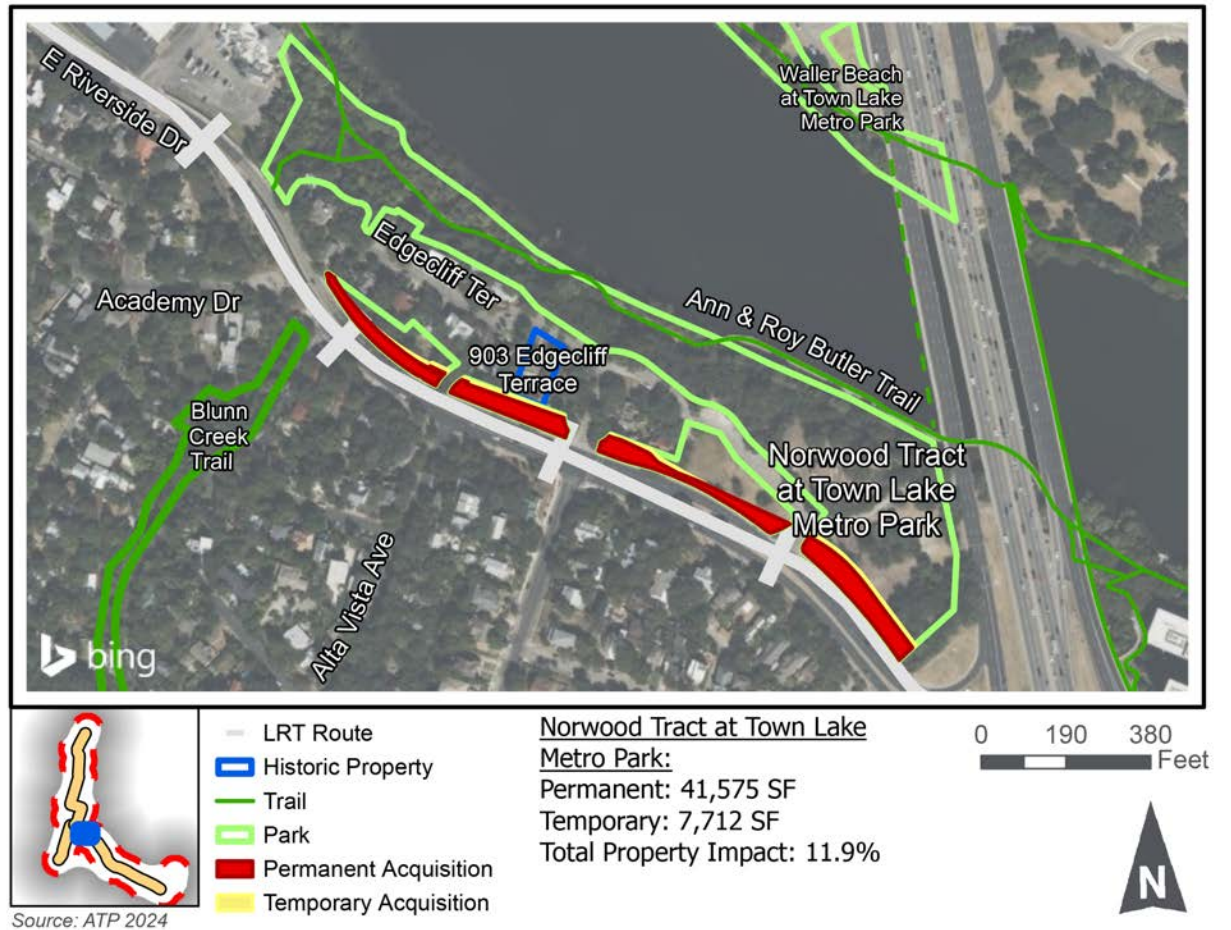 E Riverside Dr
Waller Beach
at Town Lake
Metro Park
Edgecliff Ter
Academy Dr
Ann & Roy Butler Trail
903 Edgecliff
Terrace
Blunn
Creek
Trail
Norwood Tract
at Town Lake
Metro Park
Alta Vista Ave
bing
LRT Route
Historic Property
Trail
Park
Permanent Acquisition
Temporary Acquisition
Norwood Tract at Town Lake
Metro Park:
Permanent: 41,575 SF
Temporary: 7,712 SF
Total Property Impact: 11.9%
0 190 380
Feet
N
Source: ATP 2024